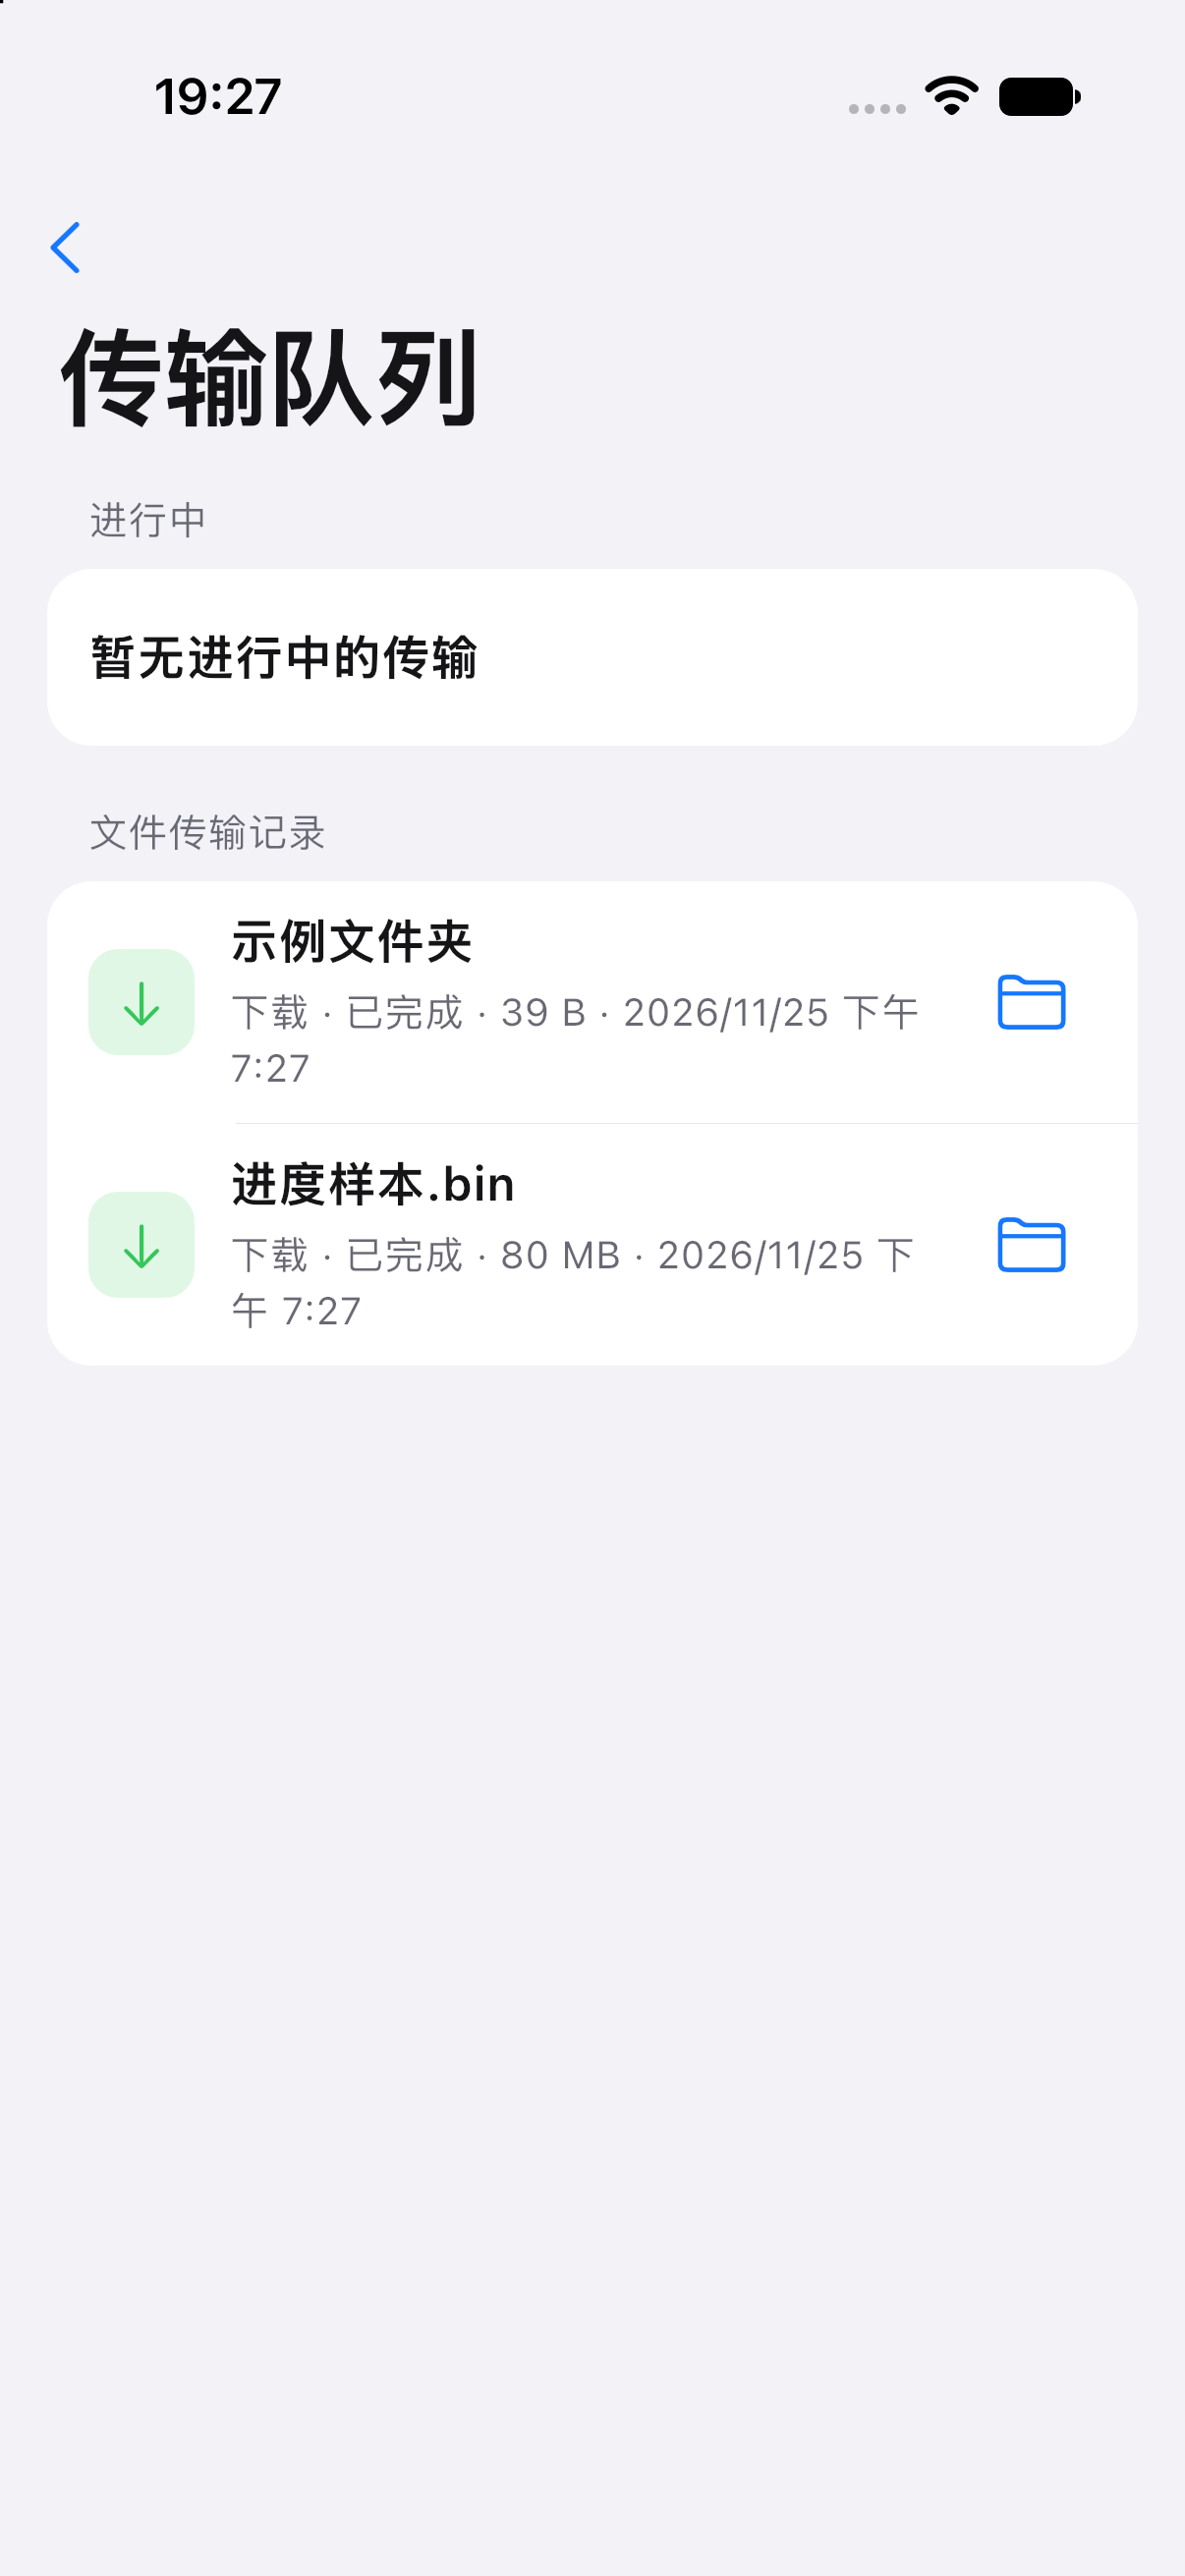 19:27
传输队列
进行中
暂无进行中的传输
文件传输记录
示例文件夹
下载 · 已完成 · 39 B · 2026/11/25 下午
7:27
进度样本.bin
下载 · 已完成 · 80 MB · 2026/11/25 下
午 7:27